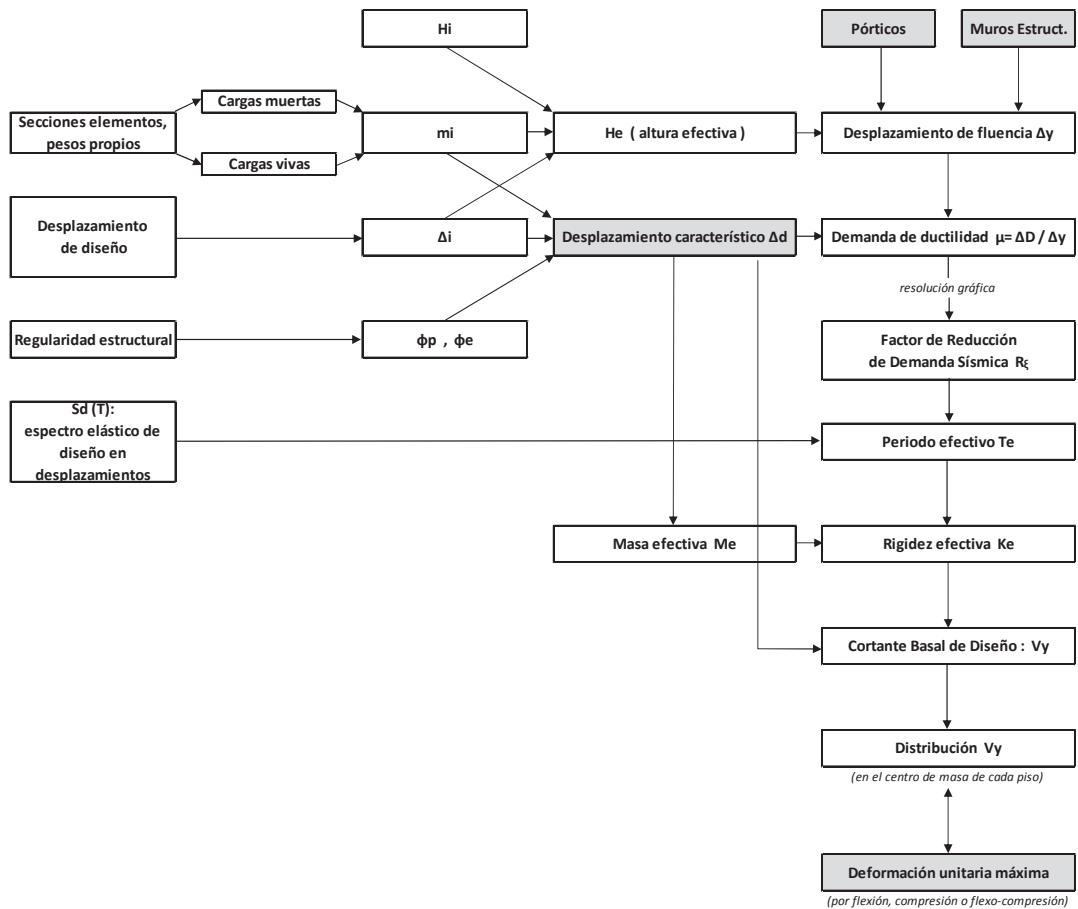 Hi
Pórticos
Muros Estruct.
Secciones elementos,
pesos propios
Cargas muertas
Cargas vivas
mi
He ( altura efectiva )
Desplazamiento de fluencia Δy
Desplazamiento
de diseño
Δi
Desplazamiento característico Δd
Demanda de ductilidad μ= ΔD / Δy
resolución gráfica
Regularidad estructural
ϕp , ϕe
Factor de Reducción
de Demanda Sísmica Rξ
Sd (T):
espectro elástico de
diseño en
desplazamientos
Periodo efectivo Te
Masa efectiva Me
Rigidez efectiva Ke
Cortante Basal de Diseño : Vy
Distribución Vy
(en el centro de masa de cada piso)
Deformación unitaria máxima
(por flexión, compresión o flexo-compresión)